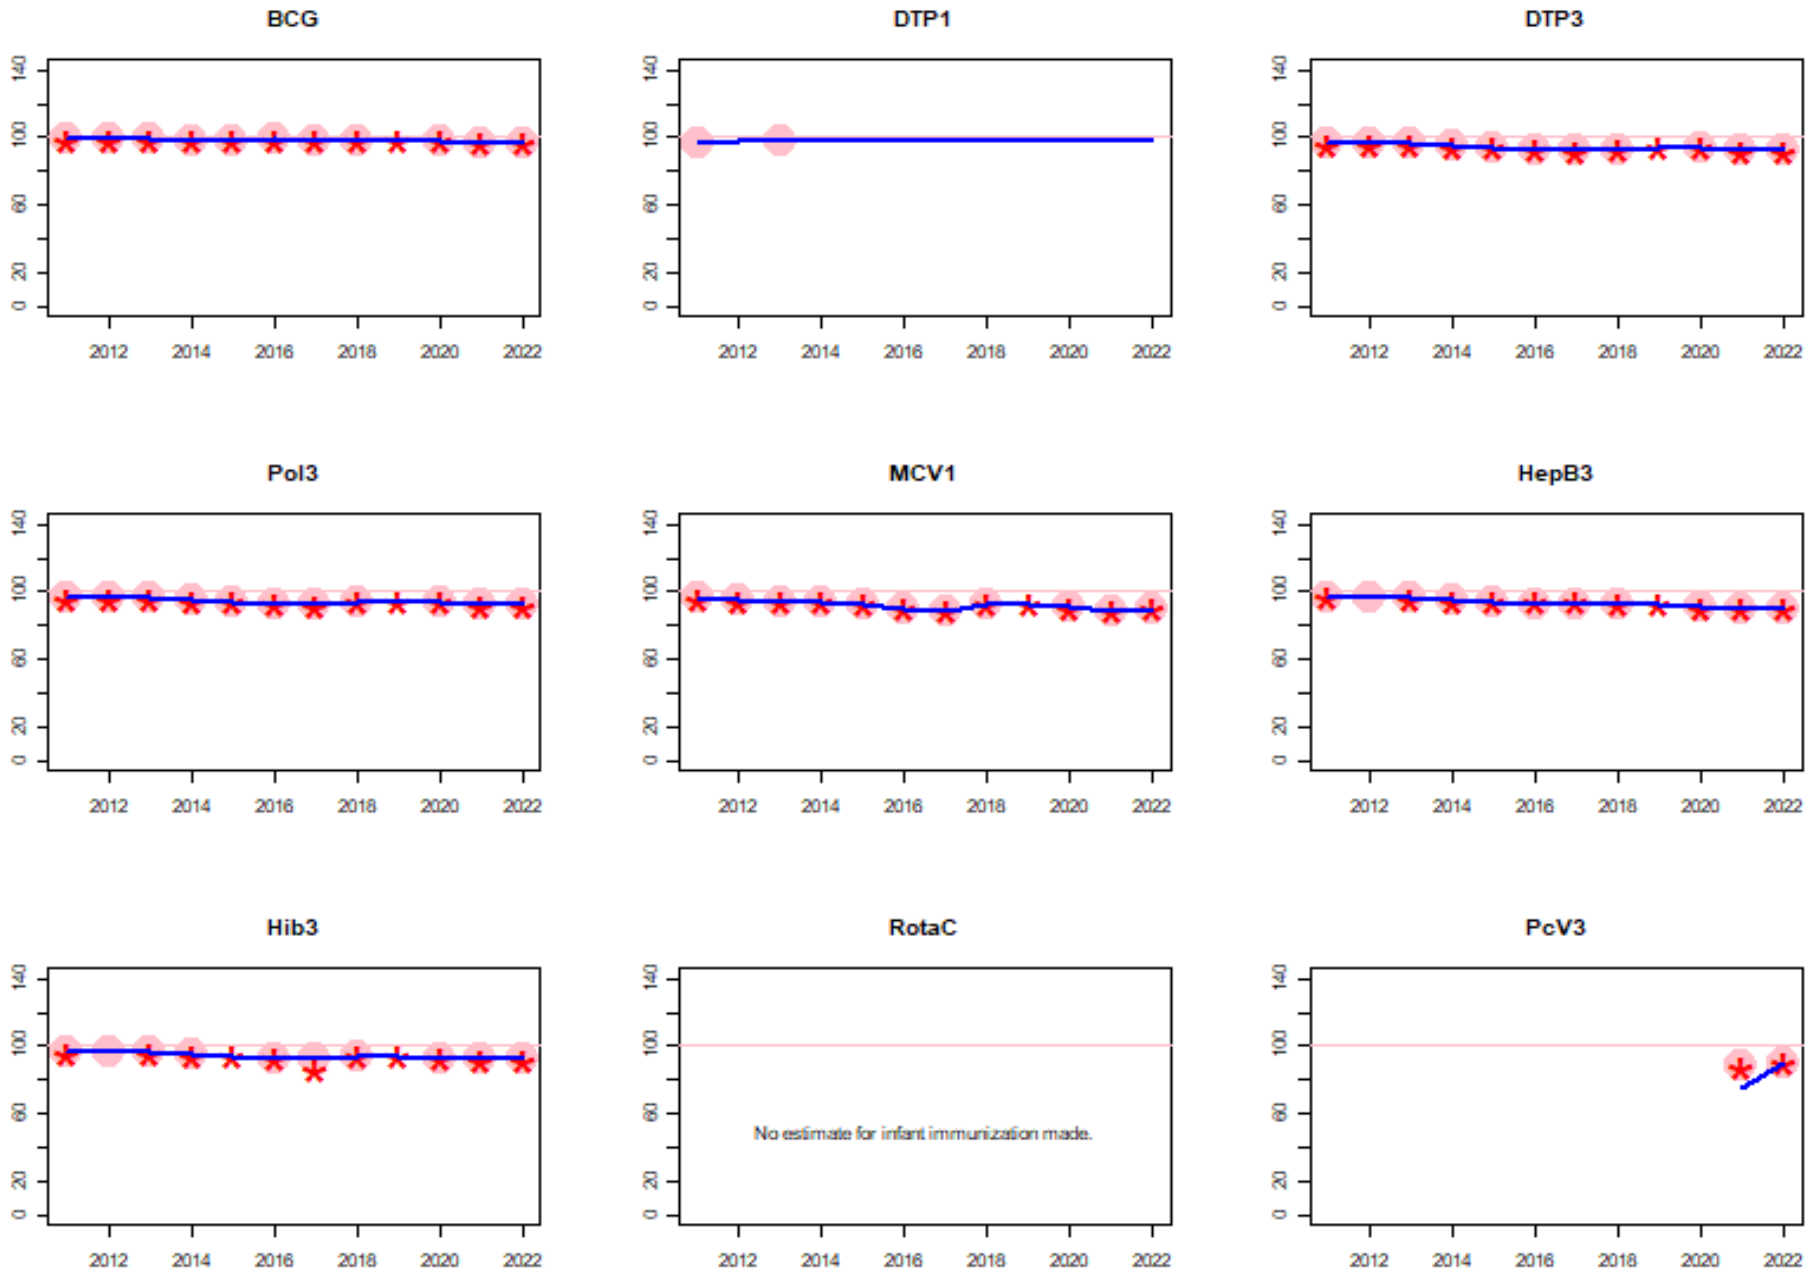 BCG DTP1 DTP3
140 140 140
100 100 100
60 60 60
20 20 20
0 0 0
2012 2014 2016 2018 2020 2022 2012 2014 2016 2018 2020 2022 2012 2014 2016 2018 2020 2022
Pol3 MCV1 HepB3
140 140 140
100 100 100
60 60 60
20 20 20
0 0 0
2012 2014 2016 2018 2020 2022 2012 2014 2016 2018 2020 2022 2012 2014 2016 2018 2020 2022
Hib3 RotaC PcV3
140 140 140
100 100 100
60 60 60
No estimate for infant immunization made.
20 20 20
0 0 0
2012 2014 2016 2018 2020 2022 2012 2014 2016 2018 2020 2022 2012 2014 2016 2018 2020 2022